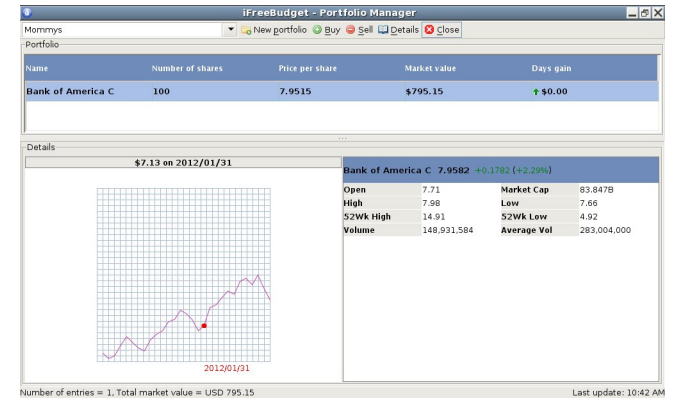 iFreeBudget - Portfolio Manager
Mommys New portfolio Buy Sell Details Close
Portfolio
Name Number of shares Price per share Market value Days gain
Bank of America C 100 7.9515 $795.15 $0.00
Details
$7.13 on 2012/01/31
2012/01/31
Bank of America C 7.9582 +0.1782 (+2.29%)
Open 7.71 Market Cap 83.847B
High 7.98 Low 7.66
52Wk High 14.91 52Wk Low 4.92
Volume 148,931,584 Average Vol 283,004,000
Number of entries = 1, Total market value = USD 795.15 Last update: 10:42 AM